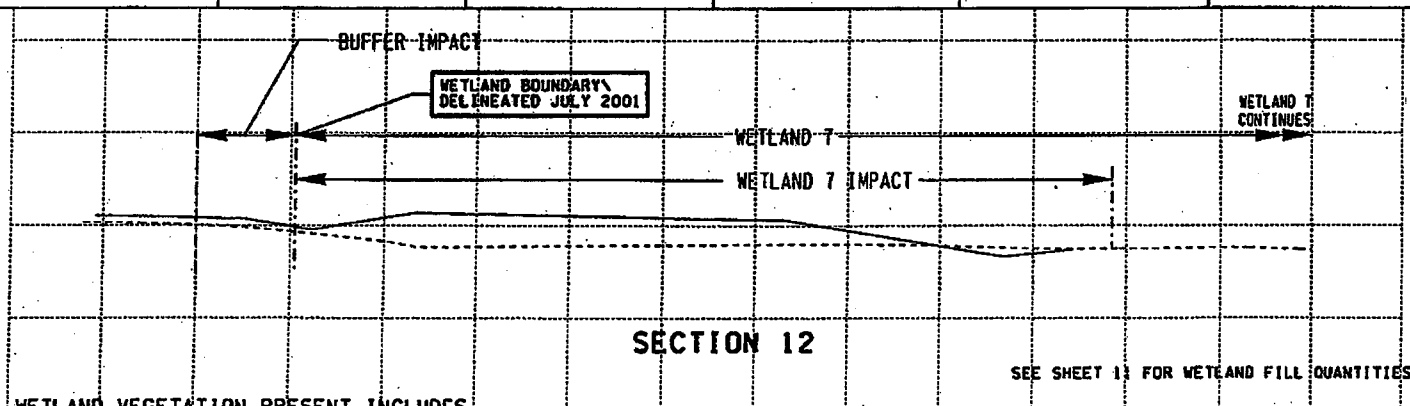 BUFFER IMPACT
WETLAND BOUNDARY\
DELINEATED JULY 2001
WETLAND 7
CONTINUES
WETLAND 7
WETLAND 7 IMPACT
SECTION 12
SEE SHEET 11 FOR WETLAND FILL QUANTITIES
WETLAND VEGETATION PRESENT INCLUDES